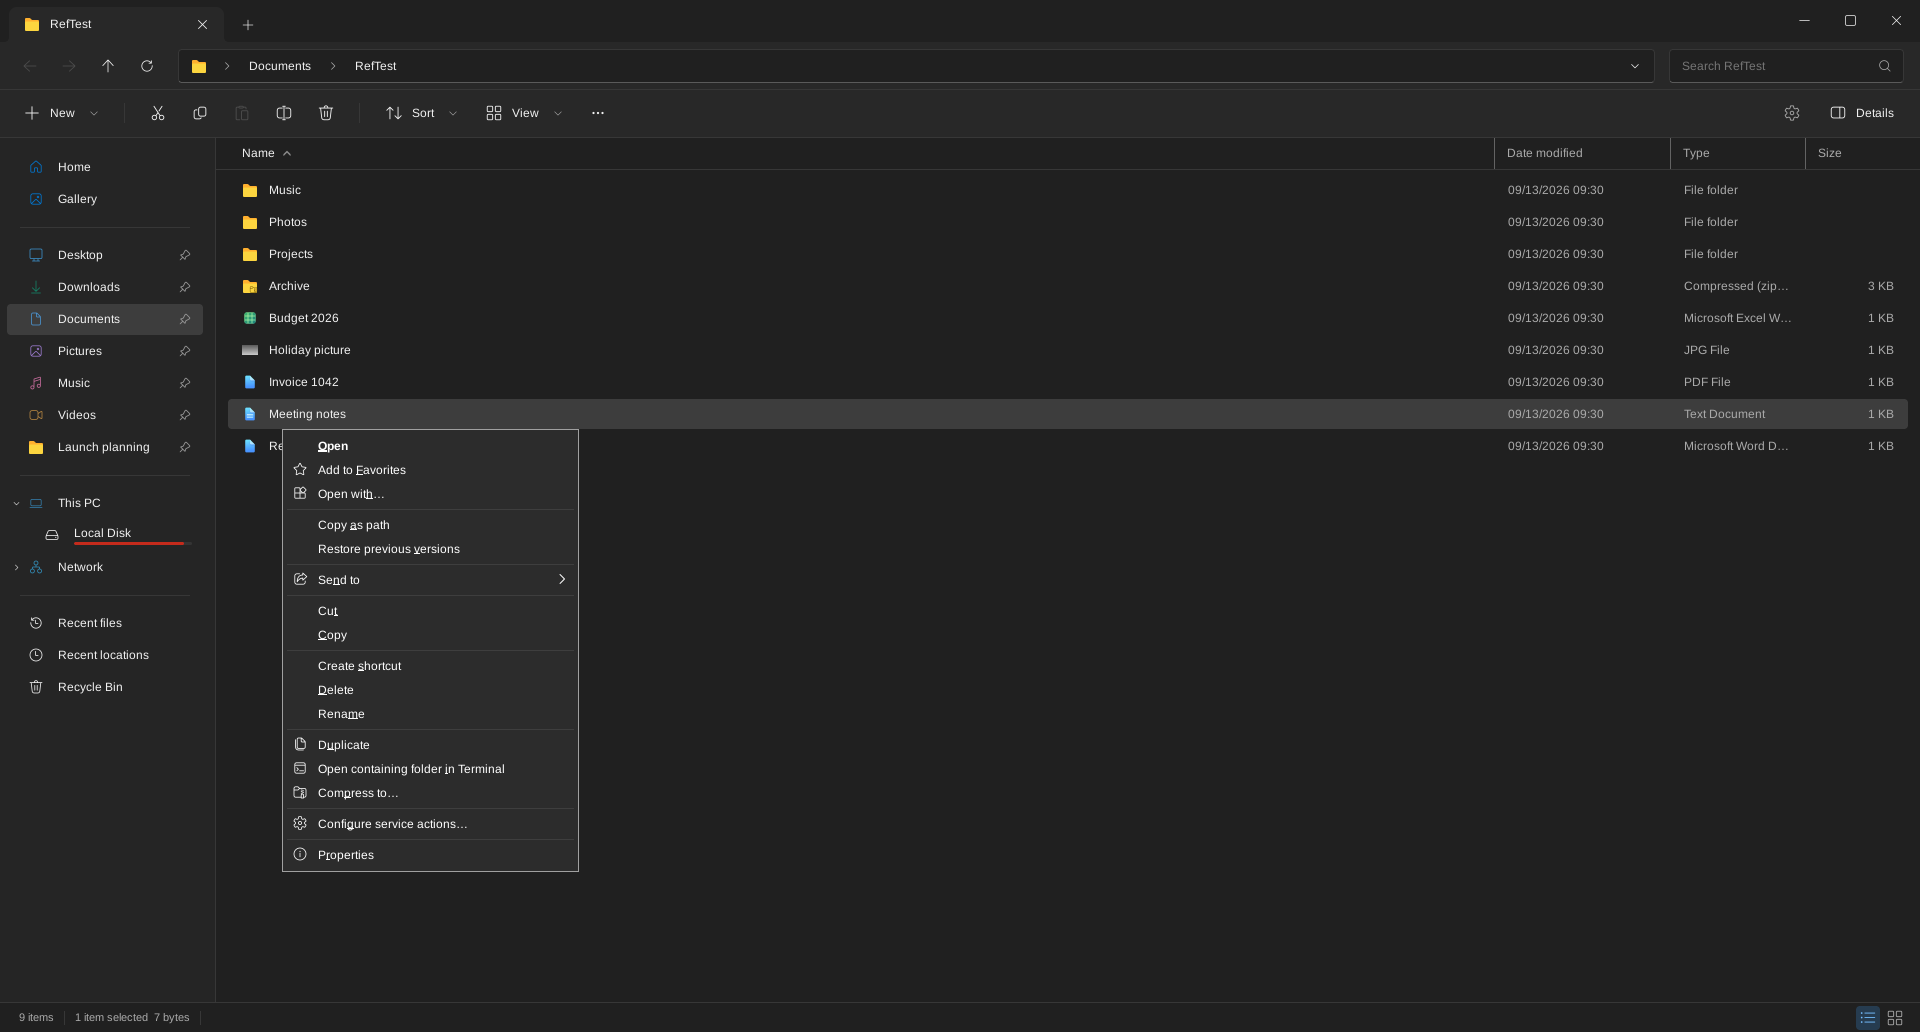 RefTest
Documents RefTest
Search RefTest
New
Sort
View
Details
Name Date modified Type Size
Home
Gallery
Desktop
Downloads
Documents
Pictures
Music
Videos
Launch planning
This PC
Local Disk
Network
Recent files
Recent locations
Recycle Bin
Music 09/13/2026 09:30 File folder
Photos 09/13/2026 09:30 File folder
Projects 09/13/2026 09:30 File folder
Archive 09/13/2026 09:30 Compressed (zip… 3 KB
Budget 2026 09/13/2026 09:30 Microsoft Excel W… 1 KB
Holiday picture 09/13/2026 09:30 JPG File 1 KB
Invoice 1042 09/13/2026 09:30 PDF File 1 KB
Meeting notes 09/13/2026 09:30 Text Document 1 KB
Re 09/13/2026 09:30 Microsoft Word D… 1 KB
Open
Add to Favorites
Open with…
Copy as path
Restore previous versions
Send to
Cut
Copy
Create shortcut
Delete
Rename
Duplicate
Open containing folder in Terminal
Compress to…
Configure service actions…
Properties
9 items 1 item selected 7 bytes